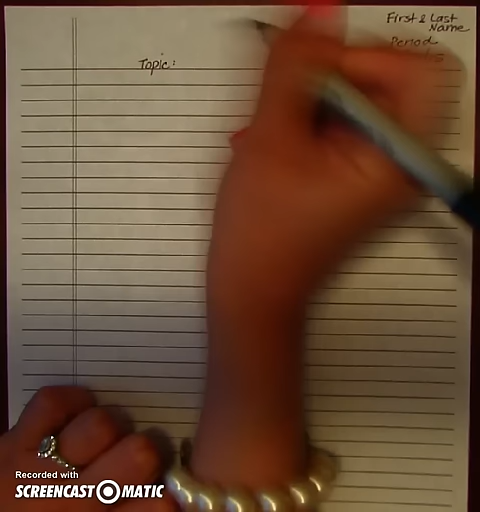 First & Last
Name
Period
Topic:
Recorded with
SCREENCAST-O-MATIC